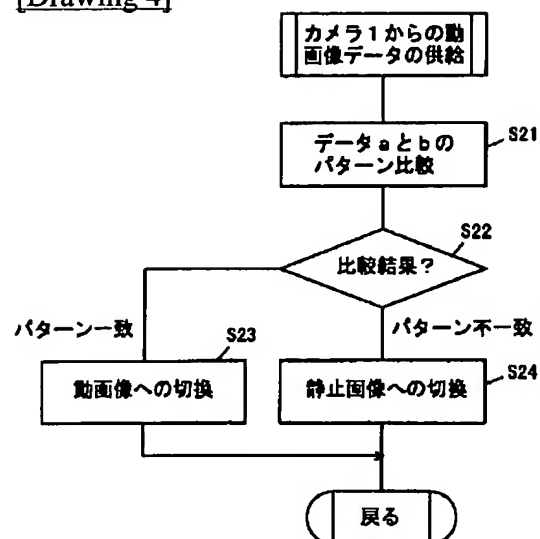 [Drawing 4]
カメラ1からの動
画像データの供給
データaとbの
パターン比較
S21
S22
比較結果?
パターン一致
S23
パターン不一致
動画像への切換
静止画像への切換
S24
戻る